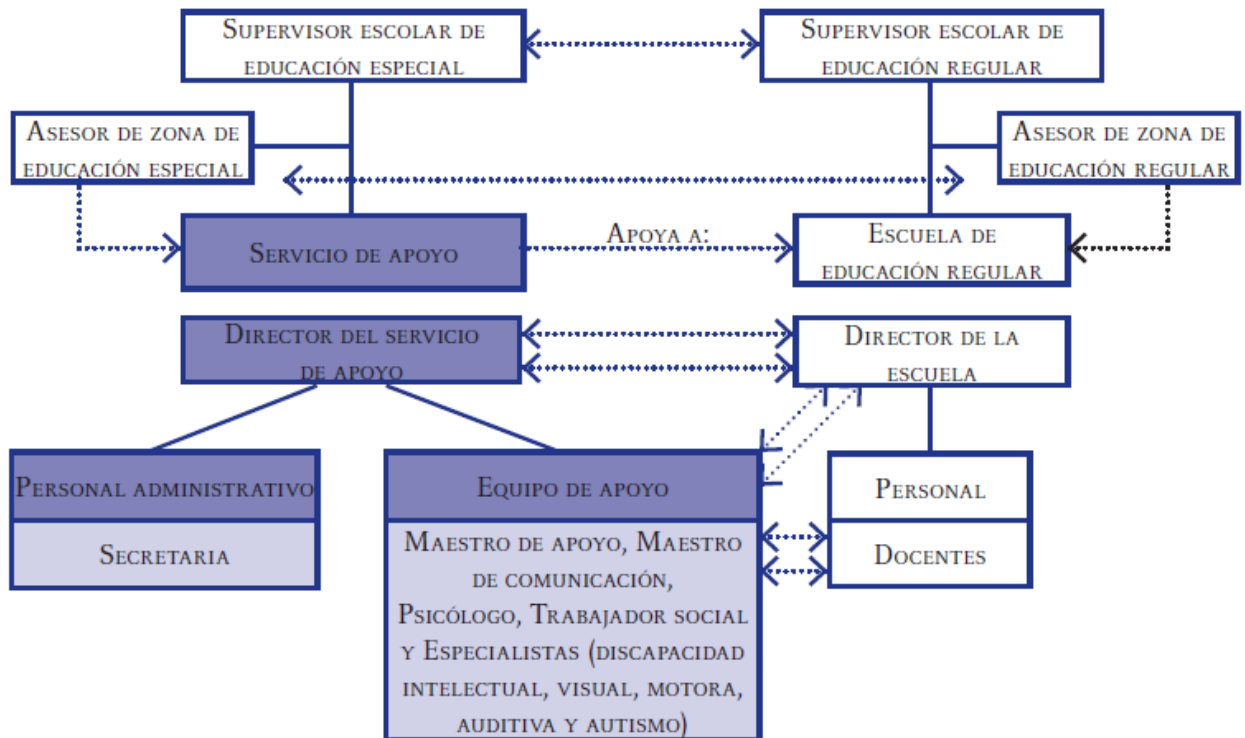 Supervisor escolar de
educación especial
Supervisor escolar de
educación regular
Asesor de zona de
educación especial
Asesor de zona de
educación regular
Servicio de apoyo
Apoya a:
Escuela de
educación regular
Director del servicio
de apoyo
Director de la
escuela
Personal administrativo
Secretaria
Equipo de apoyo
Maestro de apoyo, Maestro
de comunicación,
Psicólogo, Trabajador social
y Especialistas (discapacidad
intelectual, visual, motora,
auditiva y autismo)
Personal
Docentes